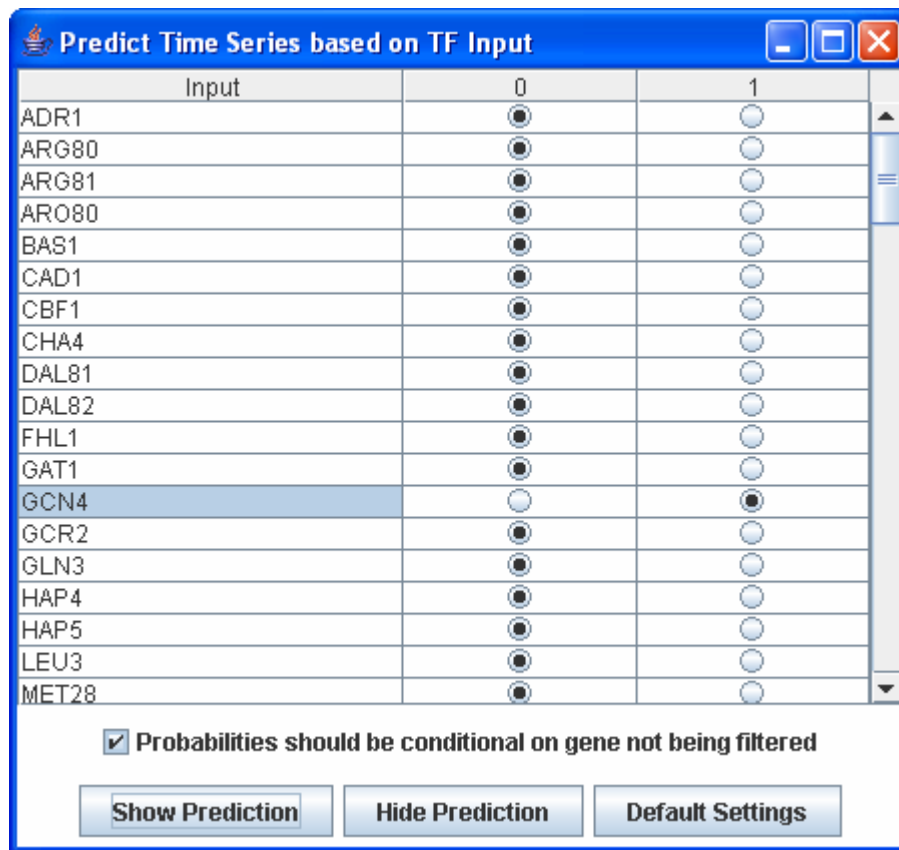 Predict Time Series based on TF Input
Input 0 1
ADR1
ARG80
ARG81
ARO80
BAS1
CAD1
CBF1
CHA4
DAL81
DAL82
FHL1
GAT1
GCN4
GCR2
GLN3
HAP4
HAP5
LEU3
MET28
Probabilities should be conditional on gene not being filtered
Show Prediction Hide Prediction Default Settings